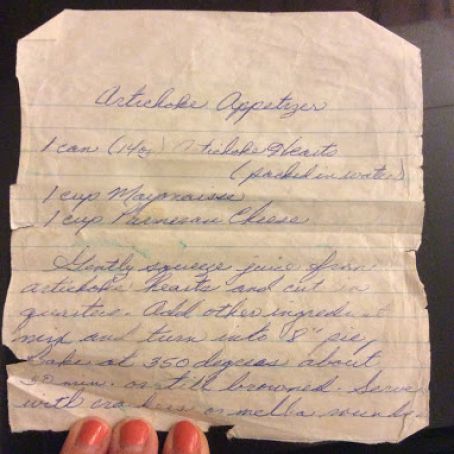 Artichoke Appetizer
1 can (14oz) Artichoke Hearts
(packed in water)
1 cup Mayonaisse
1 cup Parmesan Cheese
Gently squeeze juice from
artichoke hearts and cut in
quarters. Add other ingredient
mix and turn into 8" pie,
Bake at 350 degrees about
min. or till browned. Serve
with crackers or melba rounds.